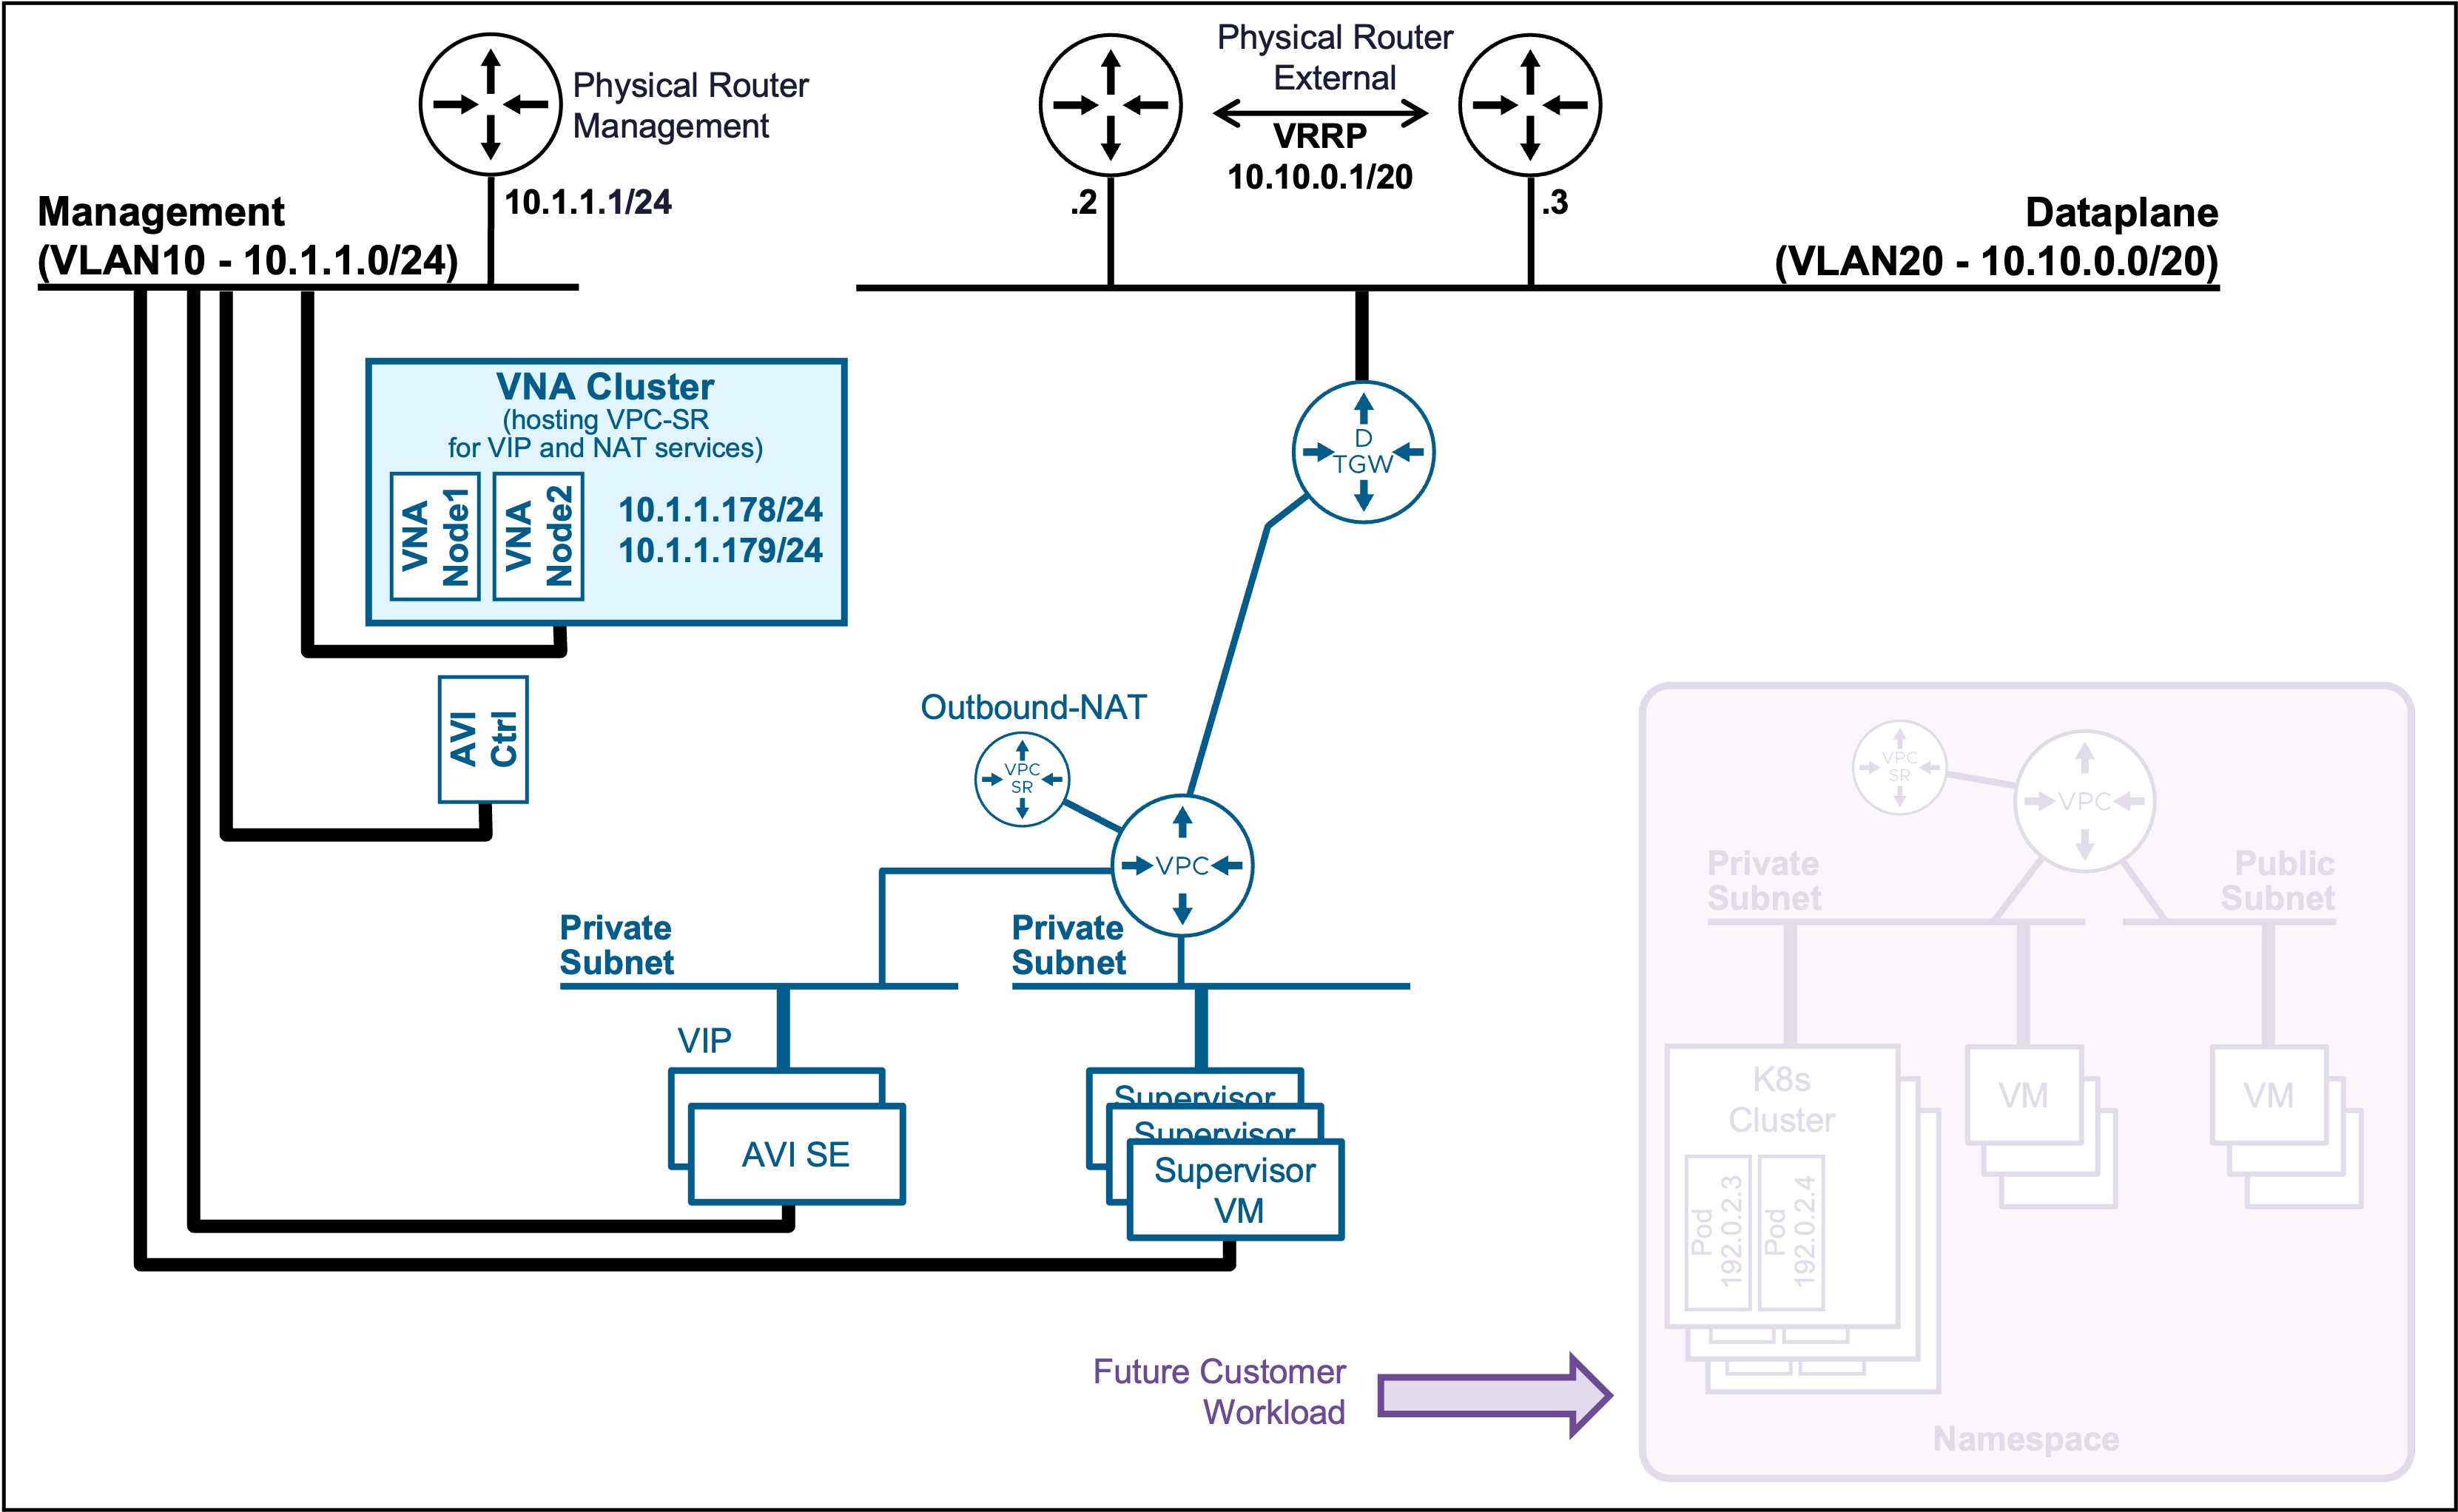 Physical Router
Management
10.1.1.1/24
Management
(VLAN10 - 10.1.1.0/24)
Physical Router
External
VRRP
10.10.0.1/20
.2
.3
Dataplane
(VLAN20 - 10.10.0.0/20)
VNA Cluster
(hosting VPC-SR
for VIP and NAT services)
VNA
Node1
VNA
Node2
10.1.1.178/24
10.1.1.179/24
D
TGW
AVI
Ctrl
Outbound-NAT
VPC
SR
VPC
Private
Subnet
Private
Subnet
VIP
AVI SE
Supervisor
Supervisor
Supervisor
VM
VPC
SR
VPC
Private
Subnet
Public
Subnet
K8s
Cluster
Pod
192.0.2.3
Pod
192.0.2.4
VM
VM
Future Customer
Workload
Namespace